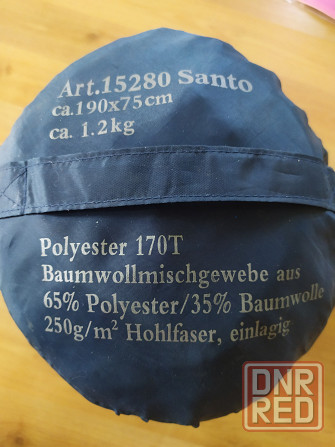 Art.15280 Santo
ca.190x75cm
ca. 1.2kg
Polyester 170T
Baumwollmischgewebe aus
65% Polyester/35% Baumwolle
250g/m² Hohlfaser, einlagig
DNR
RED